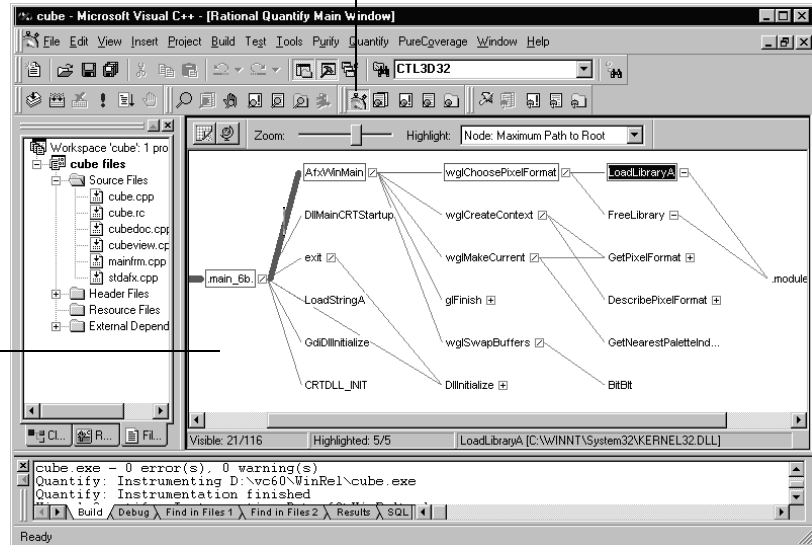 cube - Microsoft Visual C++ - [Rational Quantify Main Window]
File Edit View Insert Project Build Test Tools Purify Quantify PureCoverage Window Help
CTL3D32
Workspace 'cube': 1 pro
cube files
Source Files
cube.cpp
cube.rc
cubedoc.cpp
cubeview.cp
mainfrm.cpp
stdafx.cpp
Header Files
Resource Files
External Depend
Cl... R... Fil...
Zoom: Highlight: Node: Maximum Path to Root
AfxWinMain wglChoosePixelFormat LoadLibraryA
DllMainCRTStartup wglCreateContext FreeLibrary
exit wglMakeCurrent GetPixelFormat
.main_6b. .module
LoadStringA glFinish DescribePixelFormat
GdiDllInitialize wglSwapBuffers GetNearestPaletteInd...
CRTDLL_INIT DllInitialize BitBlt
Visible: 21/116 Highlighted: 5/5 LoadLibraryA [C:\WINNT\System32\KERNEL32.DLL]
cube.exe - 0 error(s), 0 warning(s)
Quantify: Instrumenting D:\vc60\WinRel\cube.exe
Quantify: Instrumentation finished
Build Debug Find in Files 1 Find in Files 2 Results SQL
Ready